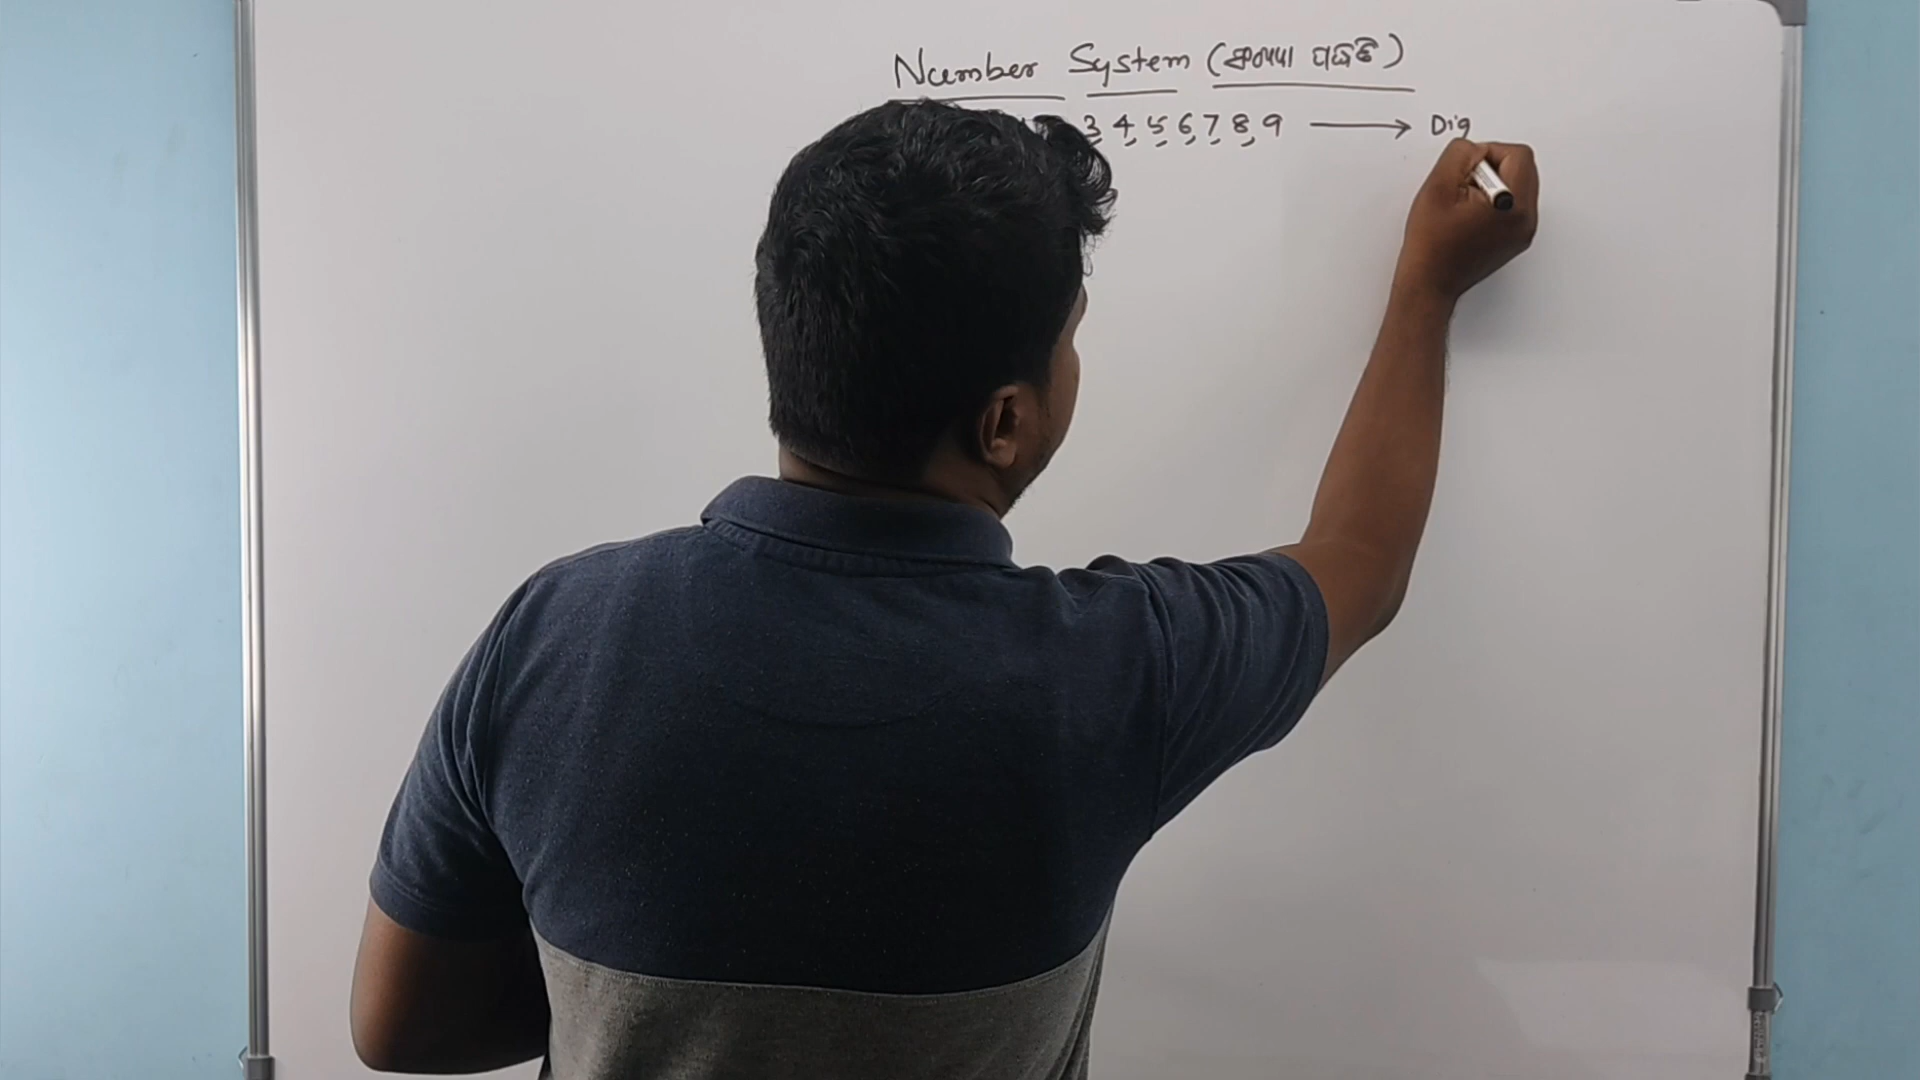 Number System (ସଂଖ୍ୟା ପଦ୍ଧତି)
3, 4, 5, 6, 7, 8, 9 ⟶ Dig